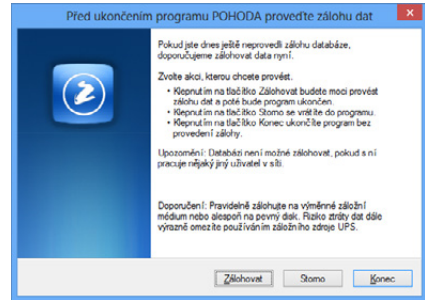 Před ukončením programu POHODA proveďte zálohu dat
Pokud jste dnes ještě neprovedli zálohu databáze,
doporučujeme zálohovat data nyní.
Zvolte akci, kterou chcete provést.
• Klepnutím na tlačítko Zálohovat budete moci provést
zálohu dat a poté bude program ukončen.
• Klepnutím na tlačítko Storno se vrátíte do programu.
• Klepnutím na tlačítko Konec ukončíte program bez
provedení zálohy.
Upozornění: Databázi není možné zálohovat, pokud s ní
pracuje nějaký jiný uživatel v síti.
Doporučení: Pravidelně zálohujte na výměnné záložní
médium nebo alespoň na pevný disk. Riziko ztráty dat dále
výrazně omezíte používáním záložního zdroje UPS.
Zálohovat Storno Konec